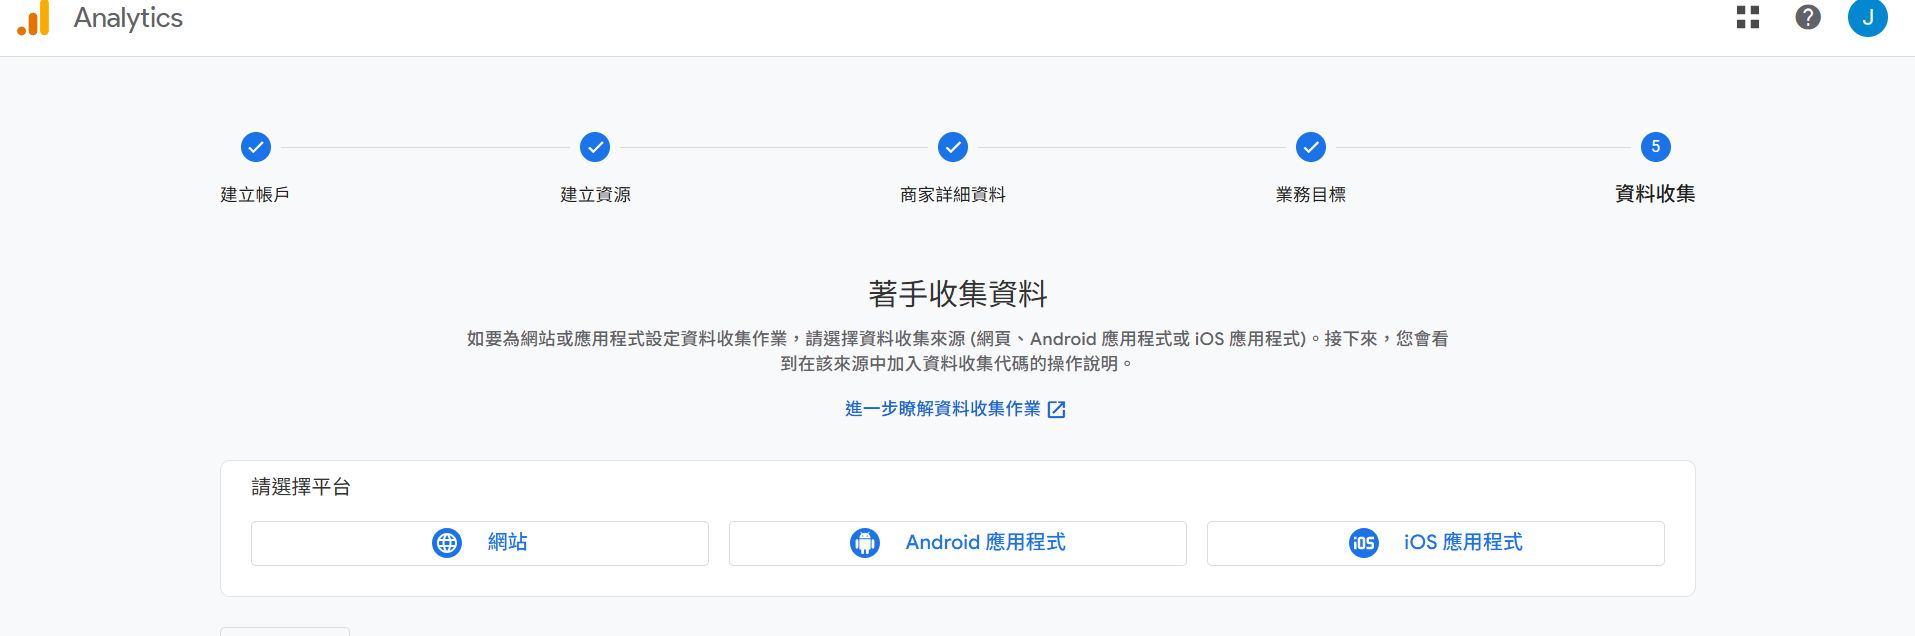 Analytics
J
5
建立帳戶
建立資源
商家詳細資料
業務目標
資料收集
著手收集資料
如要為網站或應用程式設定資料收集作業，請選擇資料收集來源 (網頁、Android 應用程式或 iOS 應用程式)。接下來，您會看
到在該來源中加入資料收集代碼的操作說明。
進一步瞭解資料收集作業
請選擇平台
網站
Android 應用程式
iOS iOS 應用程式